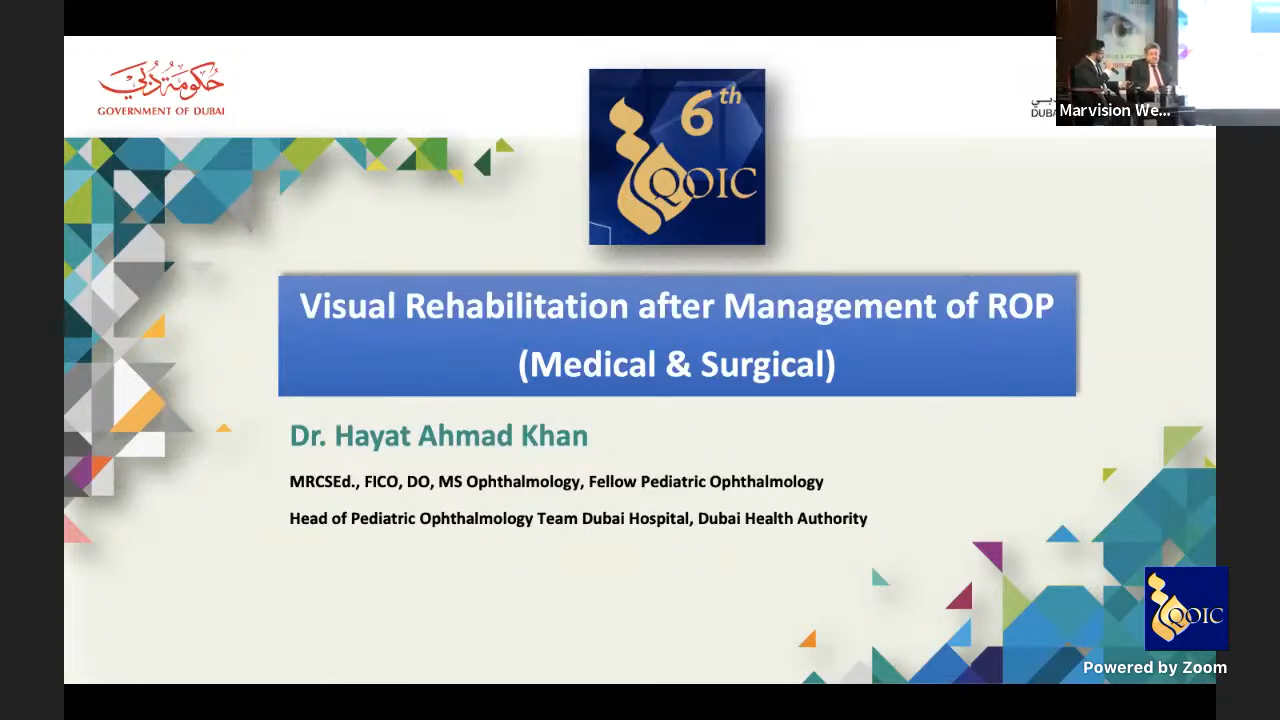 حكومة دبي
GOVERNMENT OF DUBAI
6th
QOIC
Marvision We...
Visual Rehabilitation after Management of ROP
(Medical & Surgical)
Dr. Hayat Ahmad Khan
MRCSEd., FICO, DO, MS Ophthalmology, Fellow Pediatric Ophthalmology
Head of Pediatric Ophthalmology Team Dubai Hospital, Dubai Health Authority
QOIC
Powered by Zoom